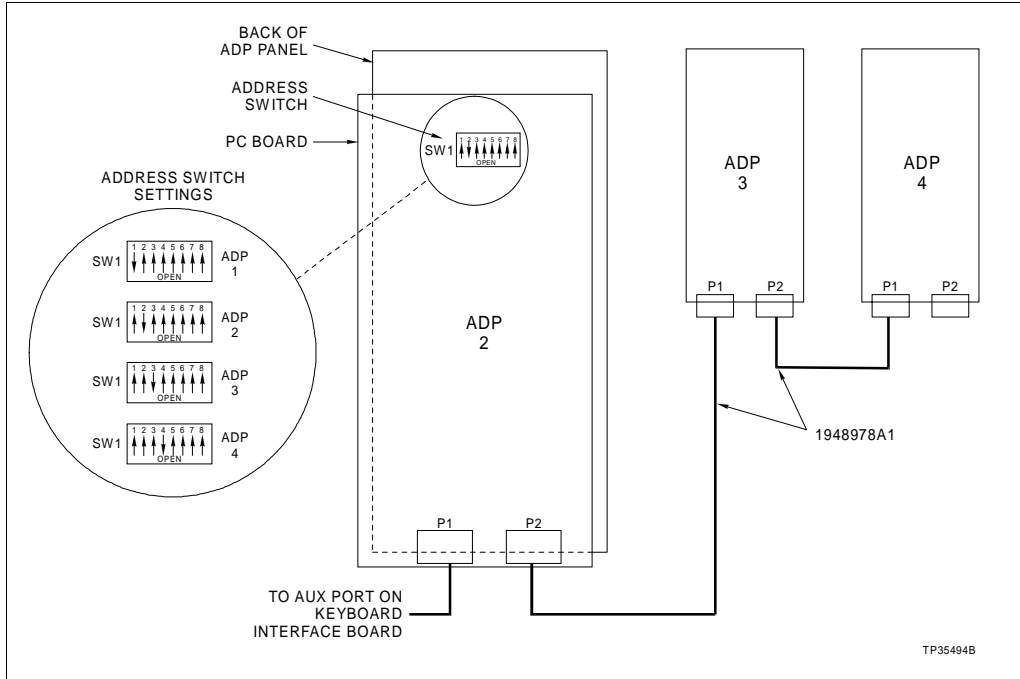 BACK OF
ADP PANEL
ADDRESS
SWITCH
PC BOARD
SW1
1 2 3 4 5 6 7 8
OPEN
ADDRESS SWITCH
SETTINGS
SW1
1 2 3 4 5 6 7 8
OPEN
ADP
1
SW1
1 2 3 4 5 6 7 8
OPEN
ADP
2
SW1
1 2 3 4 5 6 7 8
OPEN
ADP
3
SW1
1 2 3 4 5 6 7 8
OPEN
ADP
4
ADP
2
P1
P2
TO AUX PORT ON
KEYBOARD
INTERFACE BOARD
ADP
3
P1
P2
ADP
4
P1
P2
1948978A1
TP35494B